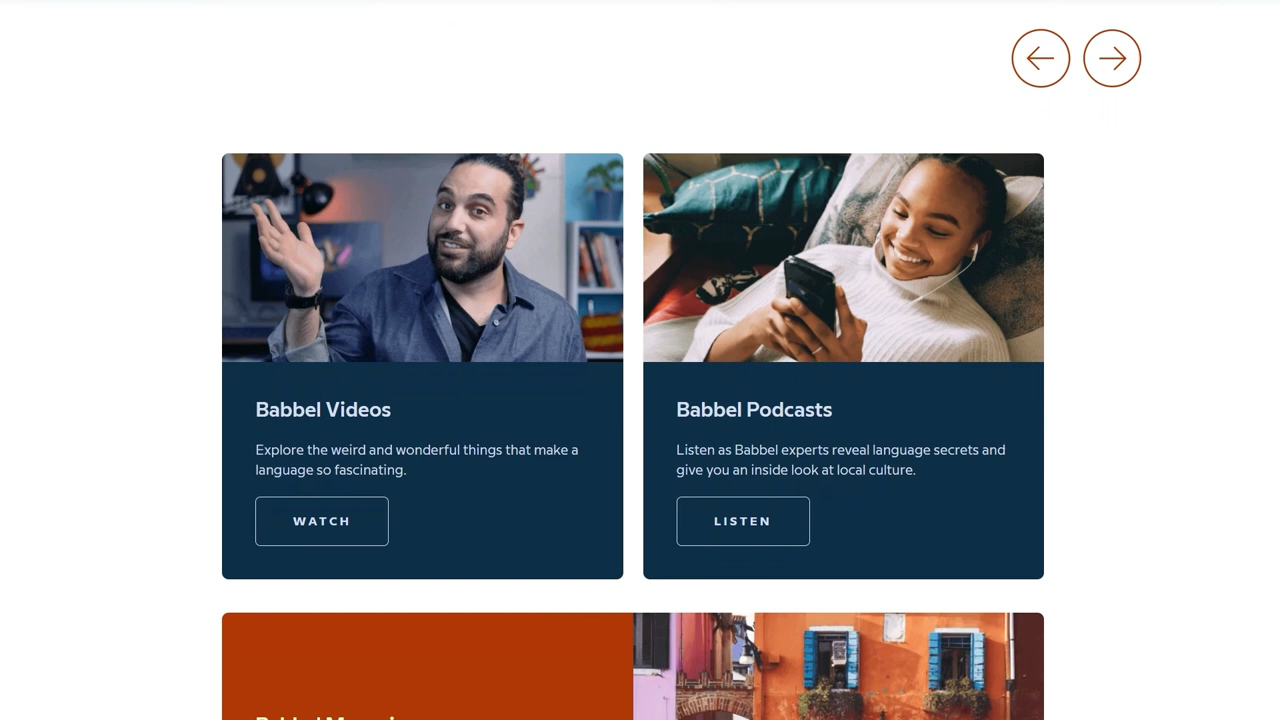 Babbel Videos
Explore the weird and wonderful things that make a
language so fascinating.
WATCH
Babbel Podcasts
Listen as Babbel experts reveal language secrets and
give you an inside look at local culture.
LISTEN
Babbel